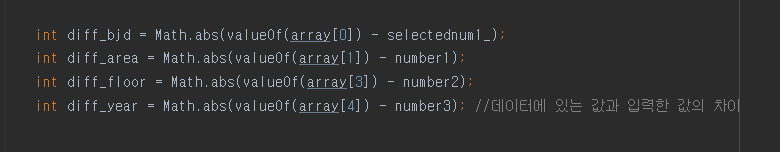 int diff_bjd = Math.abs(valueOf(array[0]) - selectednum1_);
int diff_area = Math.abs(valueOf(array[1]) - number1);
int diff_floor = Math.abs(valueOf(array[3]) - number2);
int diff_year = Math.abs(valueOf(array[4]) - number3); //데이터에 있는 값과 입력한 값의 차이